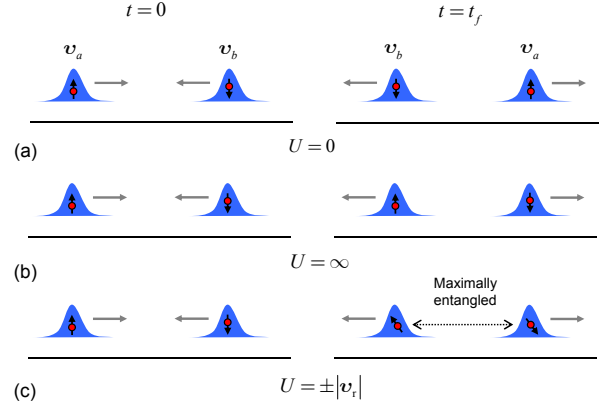 t = 0    t = t_f
v_a    v_b    v_b    v_a
(a)
U = 0
(b)
U = ∞
Maximally
entangled
(c)
U = ±|v_r|